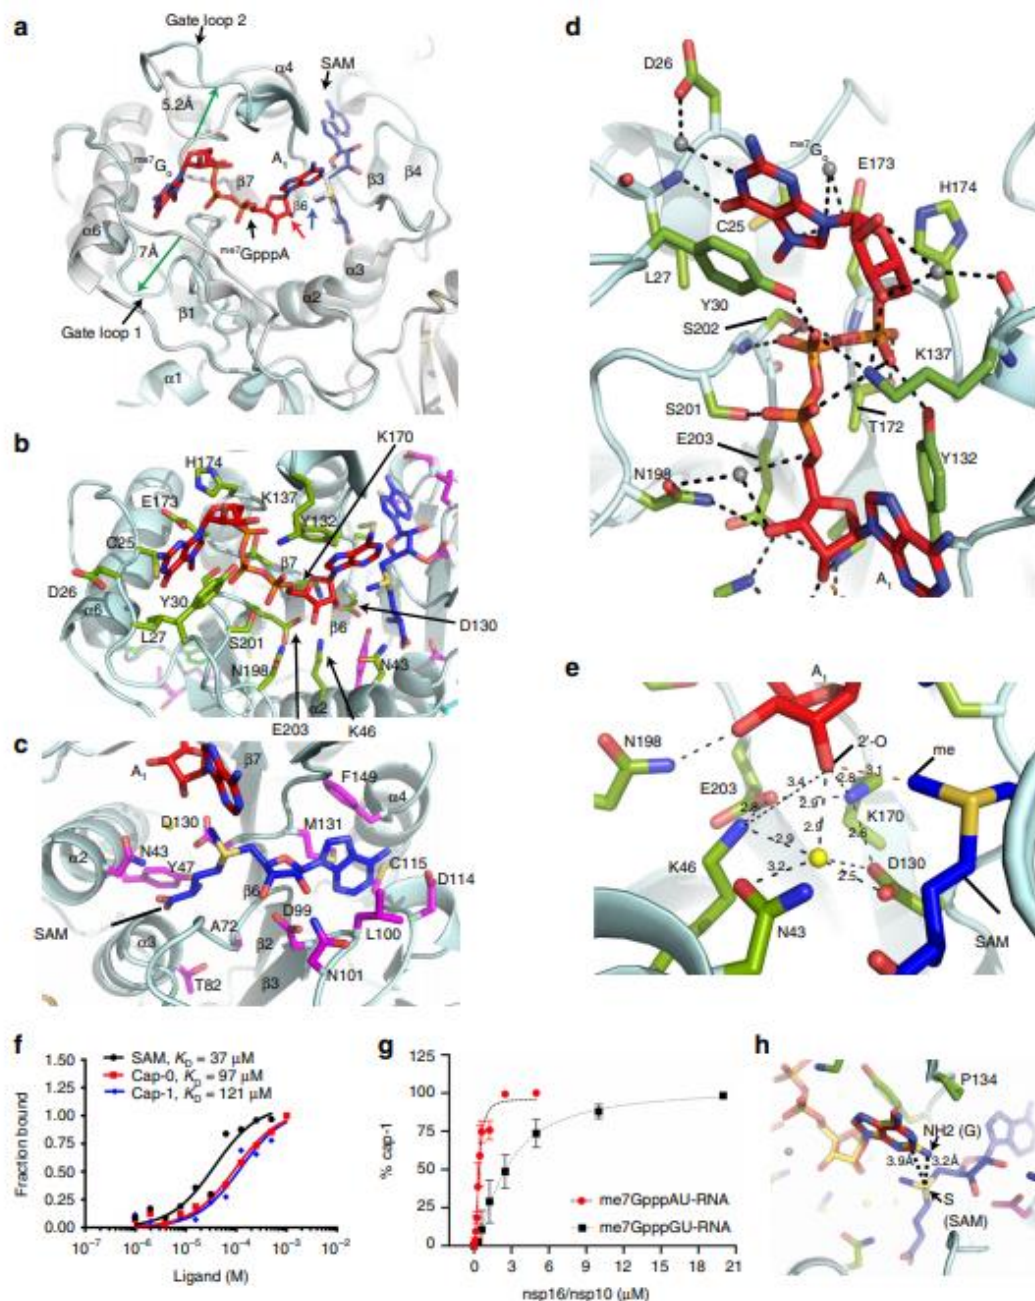 a
Gate loop 2
α4
SAM
5.2Å
me7G0
A1
β7
β3
β4
β6
α6
me7GpppA
7Å
α3
α2
β1
Gate loop 1
α1
b
K170
H174
K137
E173
Y132
C25
β7
D26
Y30
α6
β6
D130
L27
S201
N198
N43
α2
E203
K46
c
β7
A1
F149
α4
D130
M131
N43
α2
Y47
C115
D114
β6
D99
SAM
A72
L100
α3
β2
N101
T82
β3
d
D26
me7G0
E173
H174
C25
L27
Y30
S202
K137
S201
T172
E203
Y132
N198
A1
e
A1
N198
2'-O
me
3.4
3.1
2.8
E203
2.8
2.9
K170
2.9
2.9
2.6
K46
3.2
D130
2.5
N43
SAM
f
SAM, KD = 37 µM
Cap-0, KD = 97 µM
Cap-1, KD = 121 µM
Fraction bound
1.50
1.25
1.00
0.75
0.50
0.25
0.00
10−7 10−6 10−5 10−4 10−3 10−2
Ligand (M)
g
% cap-1
125
100
75
50
25
0
me7GpppAU-RNA
me7GpppGU-RNA
0 3 6 9 12 15 18 21
nsp16/nsp10 (µM)
h
P134
NH2 (G)
3.9Å
3.2Å
S
(SAM)